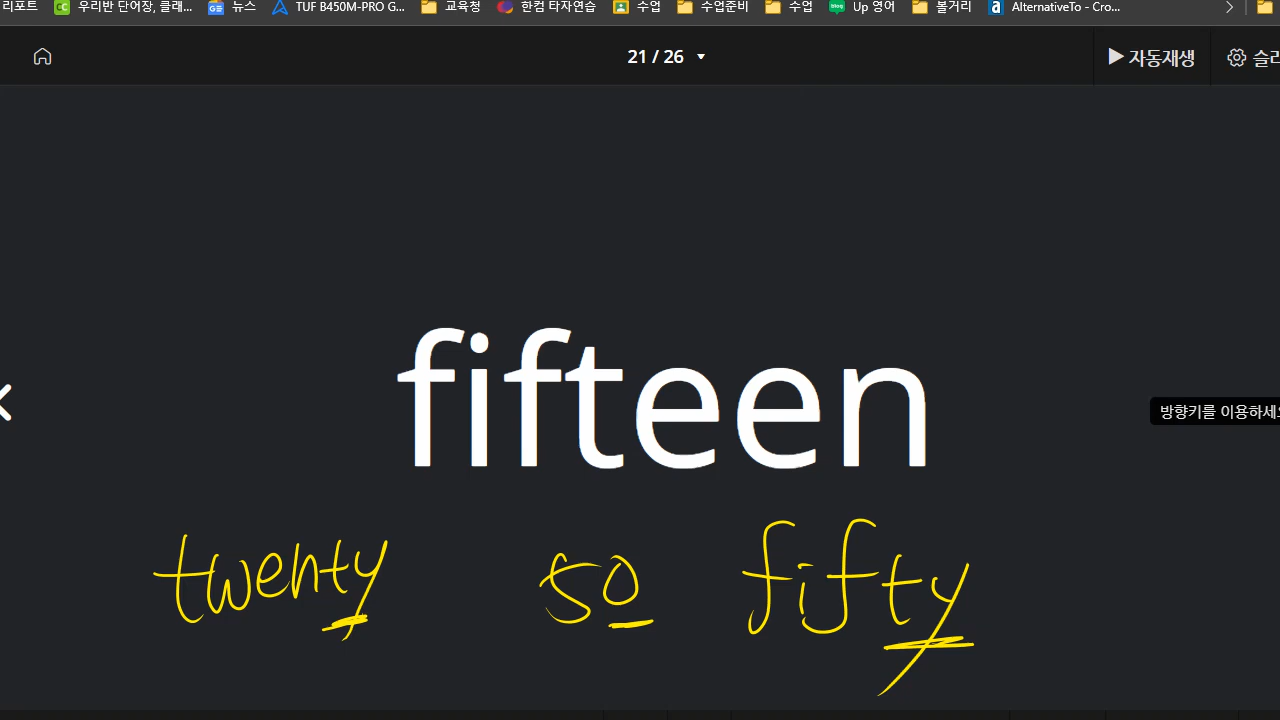 리포트 우리반 단어장, 클래... 뉴스 TUF B450M-PRO G... 교육청 한컴 타자연습 수업 수업준비 수업 Up 영어 볼거리 AlternativeTo - Cro...
21 / 26 자동재생
fifteen
방향키를 이용하세요
twenty 50 fifty